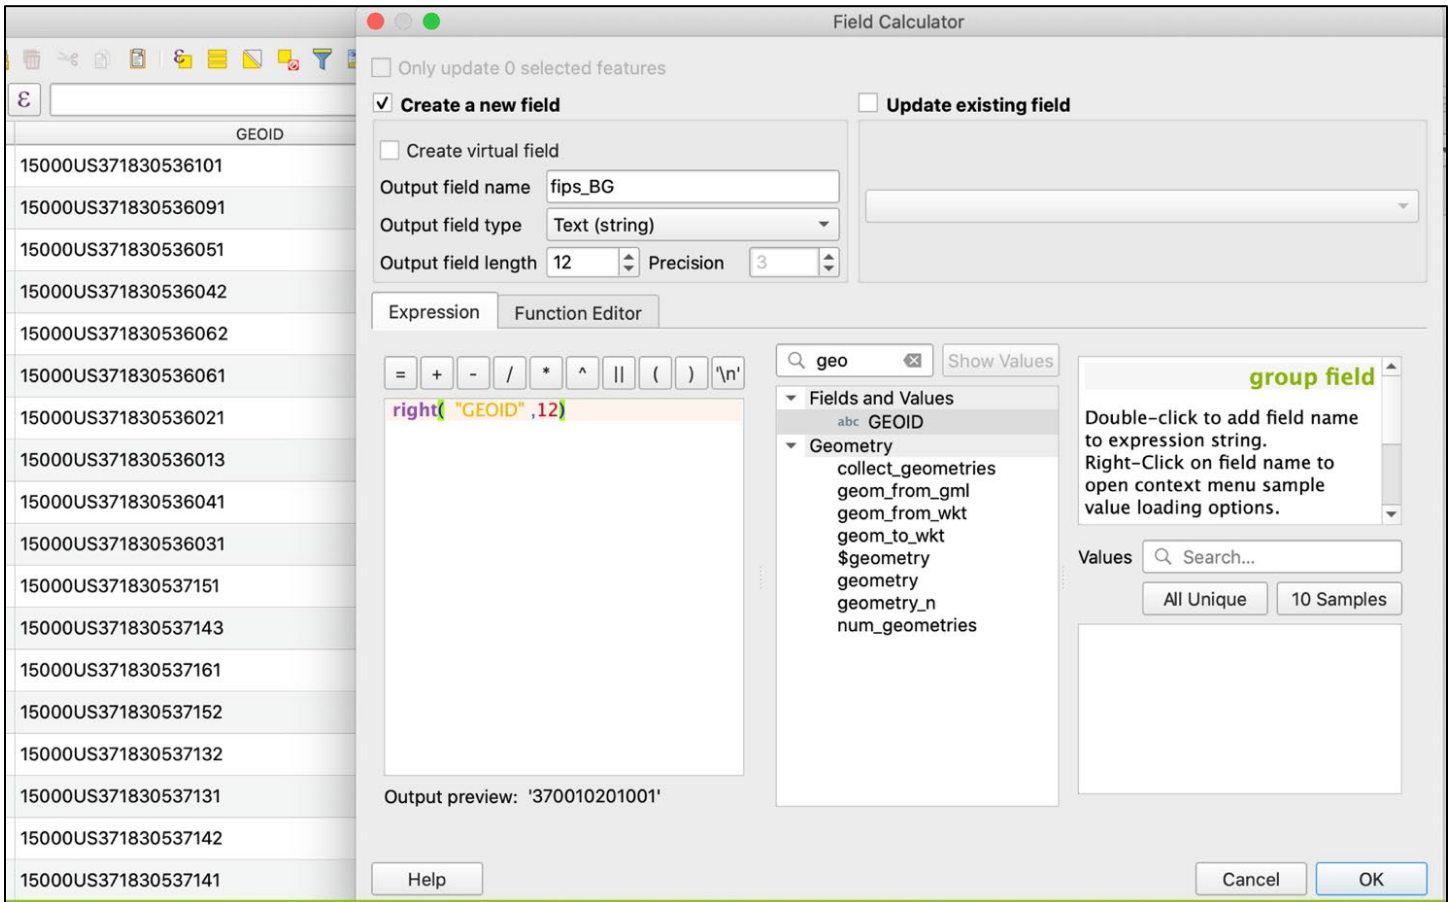 Field Calculator
Only update 0 selected features
Create a new field
Update existing field
Create virtual field
Output field name fips_BG
Output field type Text (string)
Output field length 12 Precision 3
Expression Function Editor
= + - / * ^ || ( ) '\n'
right( "GEOID" ,12)
Output preview: '370010201001'
geo Show Values
Fields and Values
abc GEOID
Geometry
collect_geometries
geom_from_gml
geom_from_wkt
geom_to_wkt
$geometry
geometry
geometry_n
num_geometries
group field
Double-click to add field name
to expression string.
Right-Click on field name to
open context menu sample
value loading options.
Values Search...
All Unique 10 Samples
Help Cancel OK
ε
GEOID
15000US371830536101
15000US371830536091
15000US371830536051
15000US371830536042
15000US371830536062
15000US371830536061
15000US371830536021
15000US371830536013
15000US371830536041
15000US371830536031
15000US371830537151
15000US371830537143
15000US371830537161
15000US371830537152
15000US371830537132
15000US371830537131
15000US371830537142
15000US371830537141